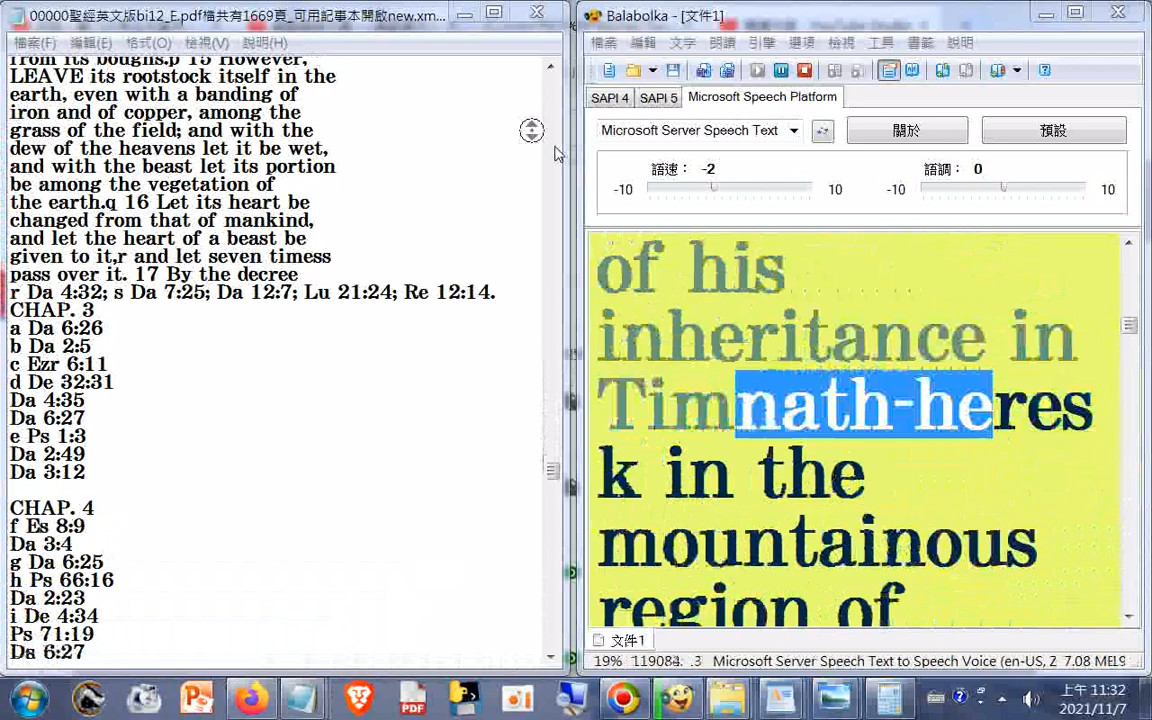 00000聖經英文版bi12_E.pdf檔共有1669頁_可用記事本開啟new.xm...
檔案(F) 編輯(E) 格式(O) 檢視(V) 說明(H)
from its boughs.p 15 However,
LEAVE its rootstock itself in the
earth, even with a banding of
iron and of copper, among the
grass of the field; and with the
dew of the heavens let it be wet,
and with the beast let its portion
be among the vegetation of
the earth.q 16 Let its heart be
changed from that of mankind,
and let the heart of a beast be
given to it,r and let seven timess
pass over it. 17 By the decree
r Da 4:32; s Da 7:25; Da 12:7; Lu 21:24; Re 12:14.
CHAP. 3
a Da 6:26
b Da 2:5
c Ezr 6:11
d De 32:31
Da 4:35
Da 6:27
e Ps 1:3
Da 2:49
Da 3:12
CHAP. 4
f Es 8:9
Da 3:4
g Da 6:25
h Ps 66:16
Da 2:23
i De 4:34
Ps 71:19
Da 6:27
Balabolka - [文件1]
檔案 編輯 文字 朗讀 引擎 選項 檢視 工具 書籤 說明
SAPI 4 SAPI 5 Microsoft Speech Platform
Microsoft Server Speech Text 關於 預設
語速： -2 語調： 0
-10 10 -10 10
of his
inheritance in
Timnath-heres
k in the
mountainous
region of
文件1
19% 119084. .3 Microsoft Server Speech Text to Speech Voice (en-US, 2 7.08 ME19
PDF
上午 11:32
2021/11/7